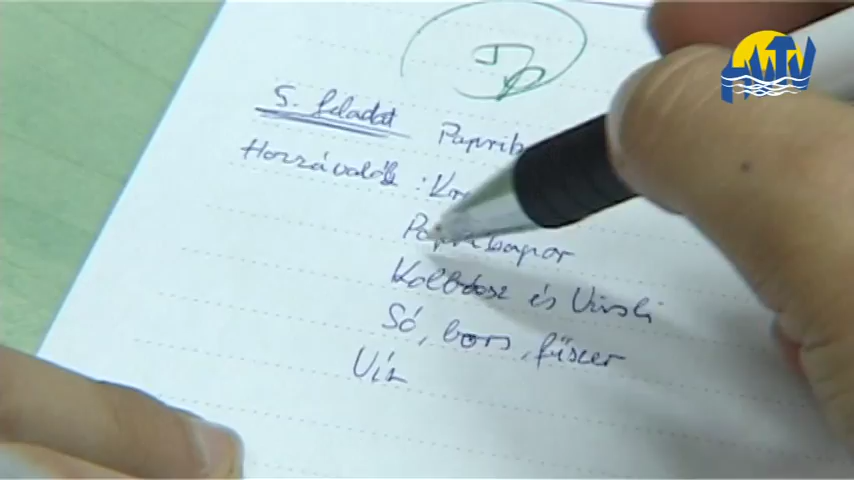 5. feladat
Hozzávalók:
Paprikapor
Kolbász és Virsli
Só, bors, fűszer
Víz